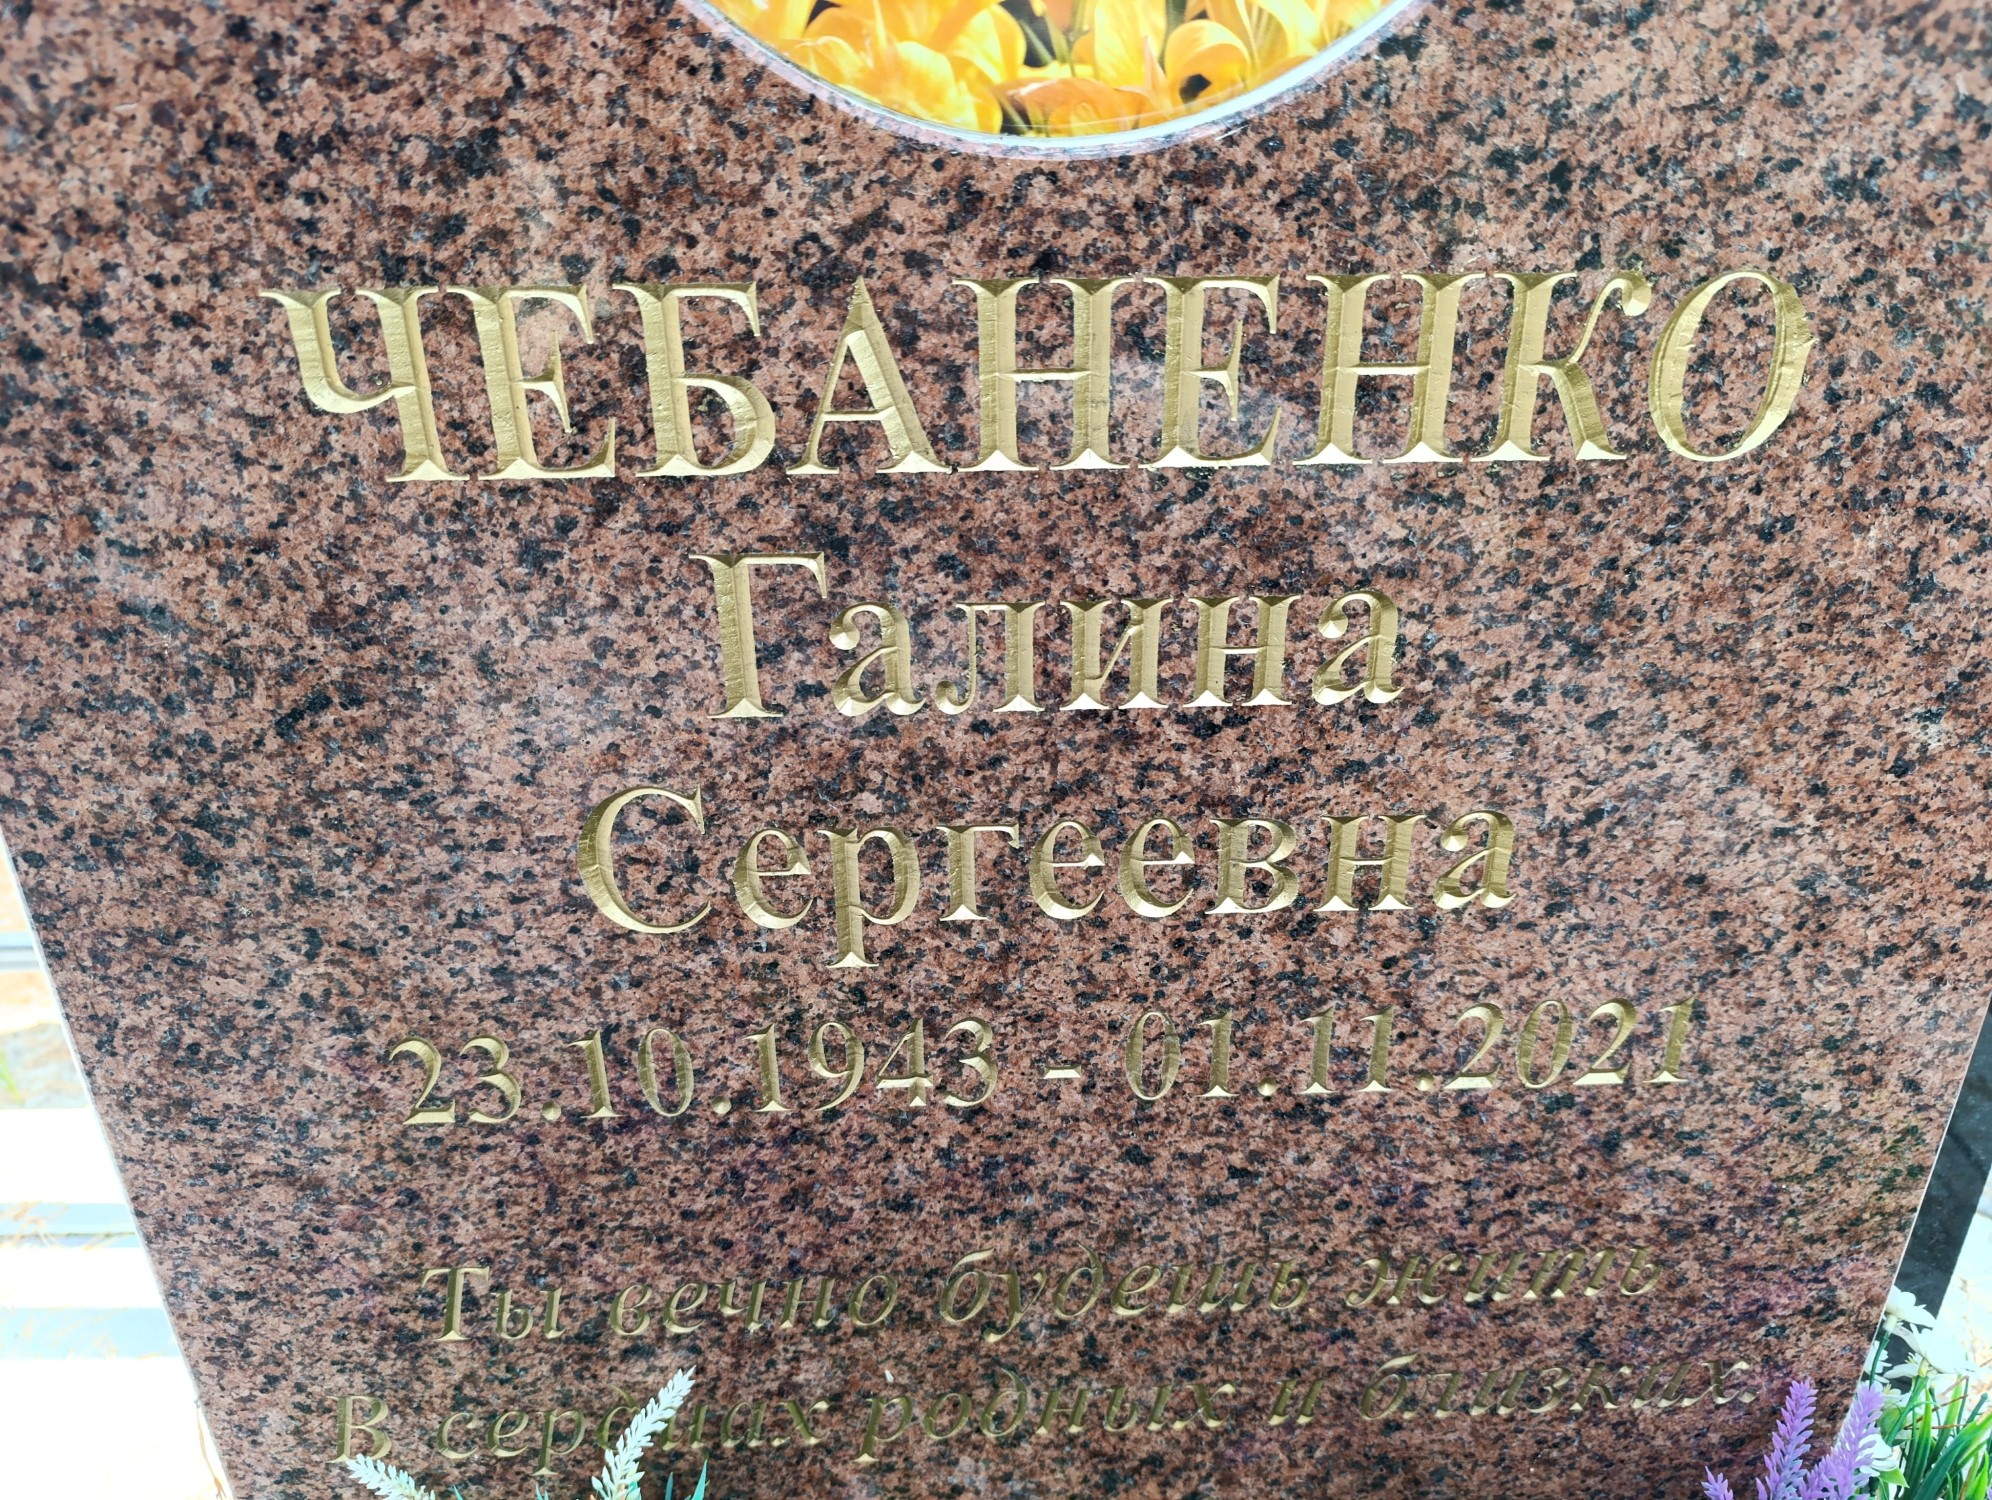 ЧЕБАНЕНКО
Галина
Сергеевна
23.10.1943 - 01.11.2021
Ты вечно будешь жить
В сердцах родных и близких.